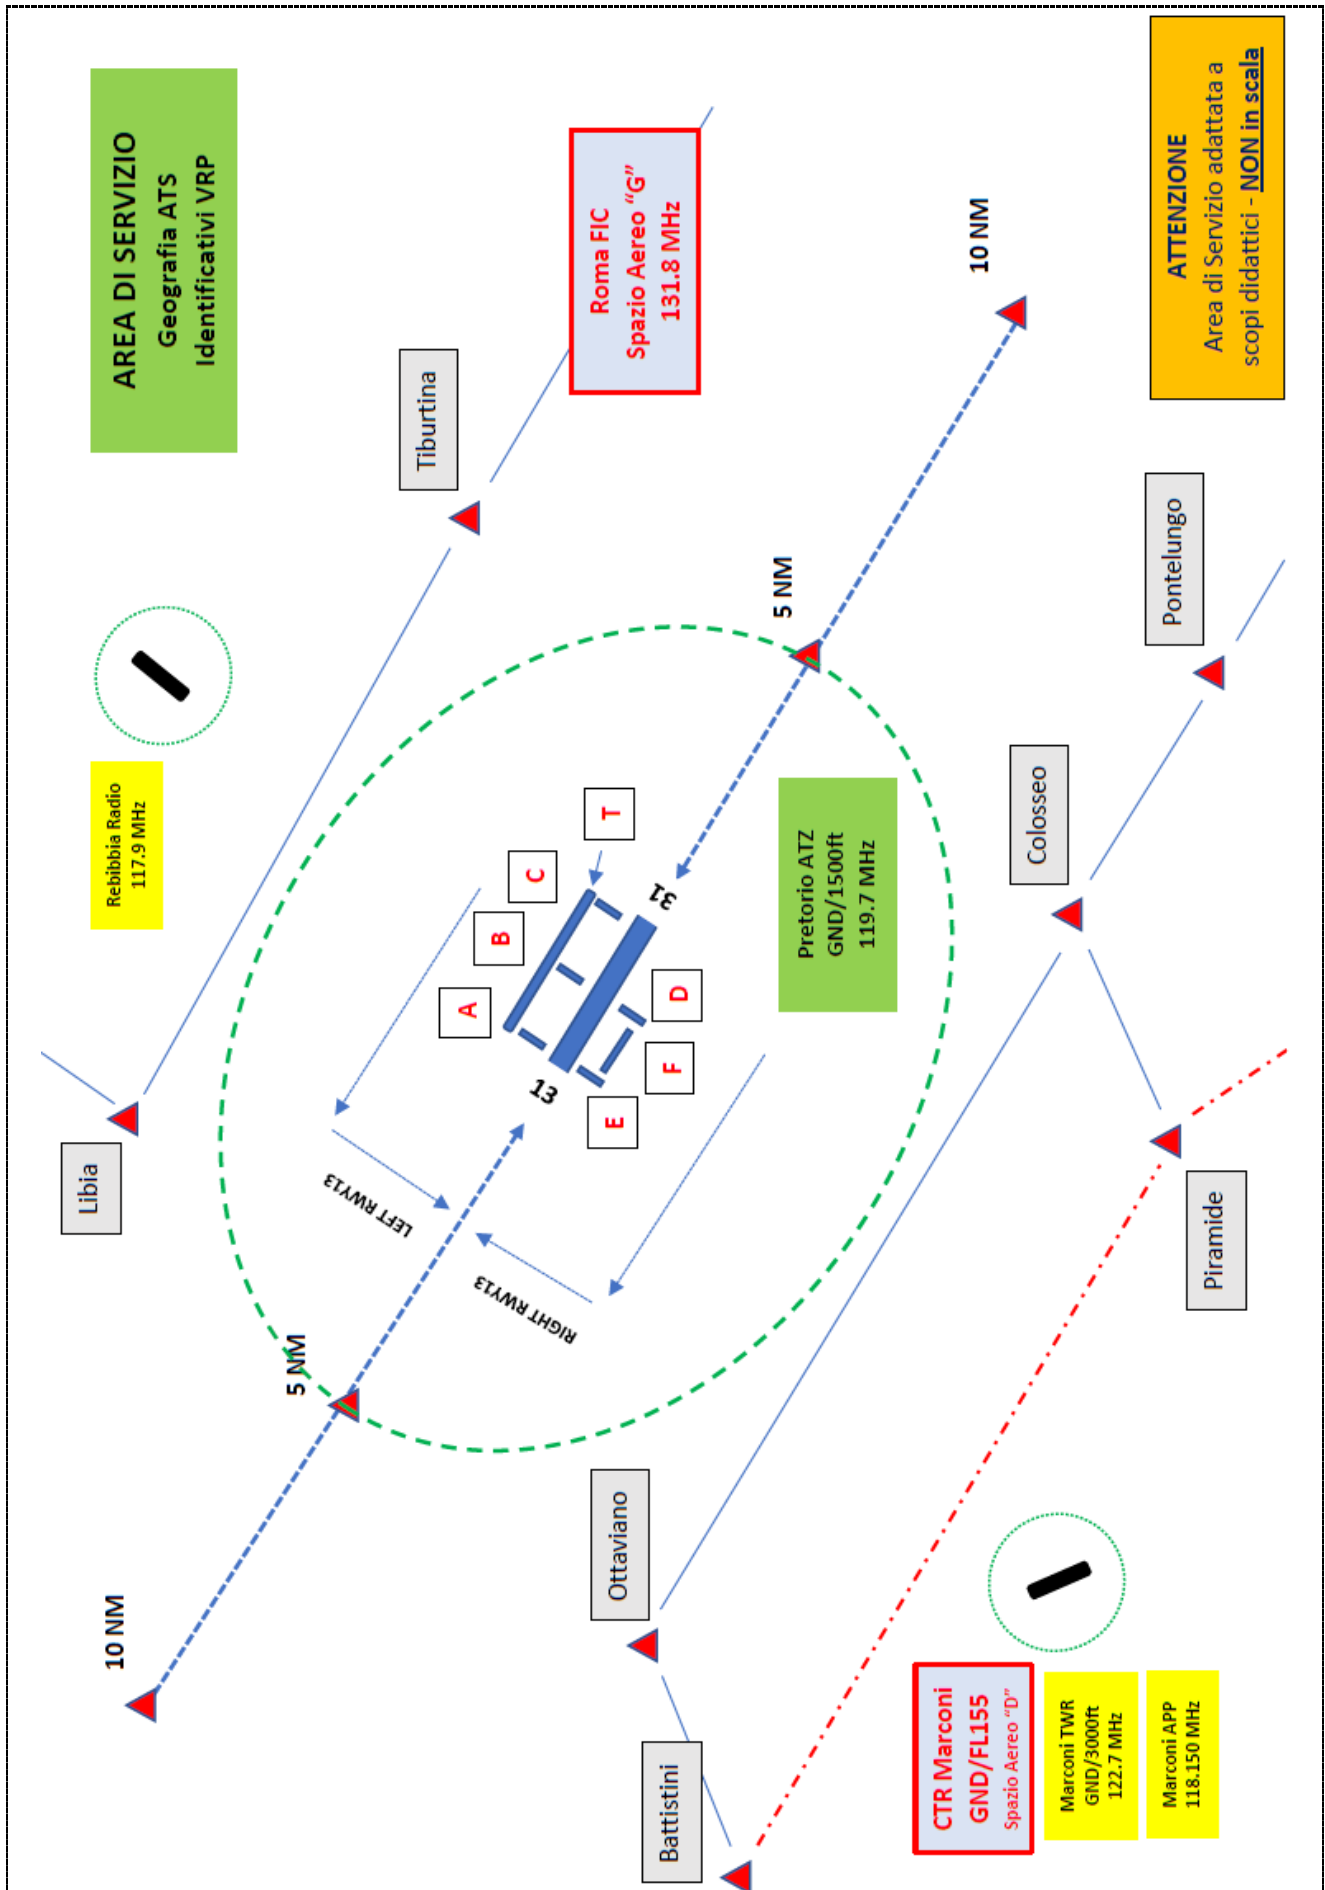 AREA DI SERVIZIO
Geografia ATS
Identificativi VRP
Rebibbia Radio
117.9 MHz
Libia
Tiburtina
Roma FIC
Spazio Aereo “G”
131.8 MHz
10 NM
5 NM
LEFT RWY13
RIGHT RWY13
13
31
A
B
C
T
D
F
E
Pretorio ATZ
GND/1500ft
119.7 MHz
5 NM
10 NM
Ottaviano
Battistini
Colosseo
Pontelungo
Piramide
CTR Marconi
GND/FL155
Spazio Aereo “D”
Marconi TWR
GND/3000ft
122.7 MHz
Marconi APP
118.150 MHz
ATTENZIONE
Area di Servizio adattata a
scopi didattici - NON in scala